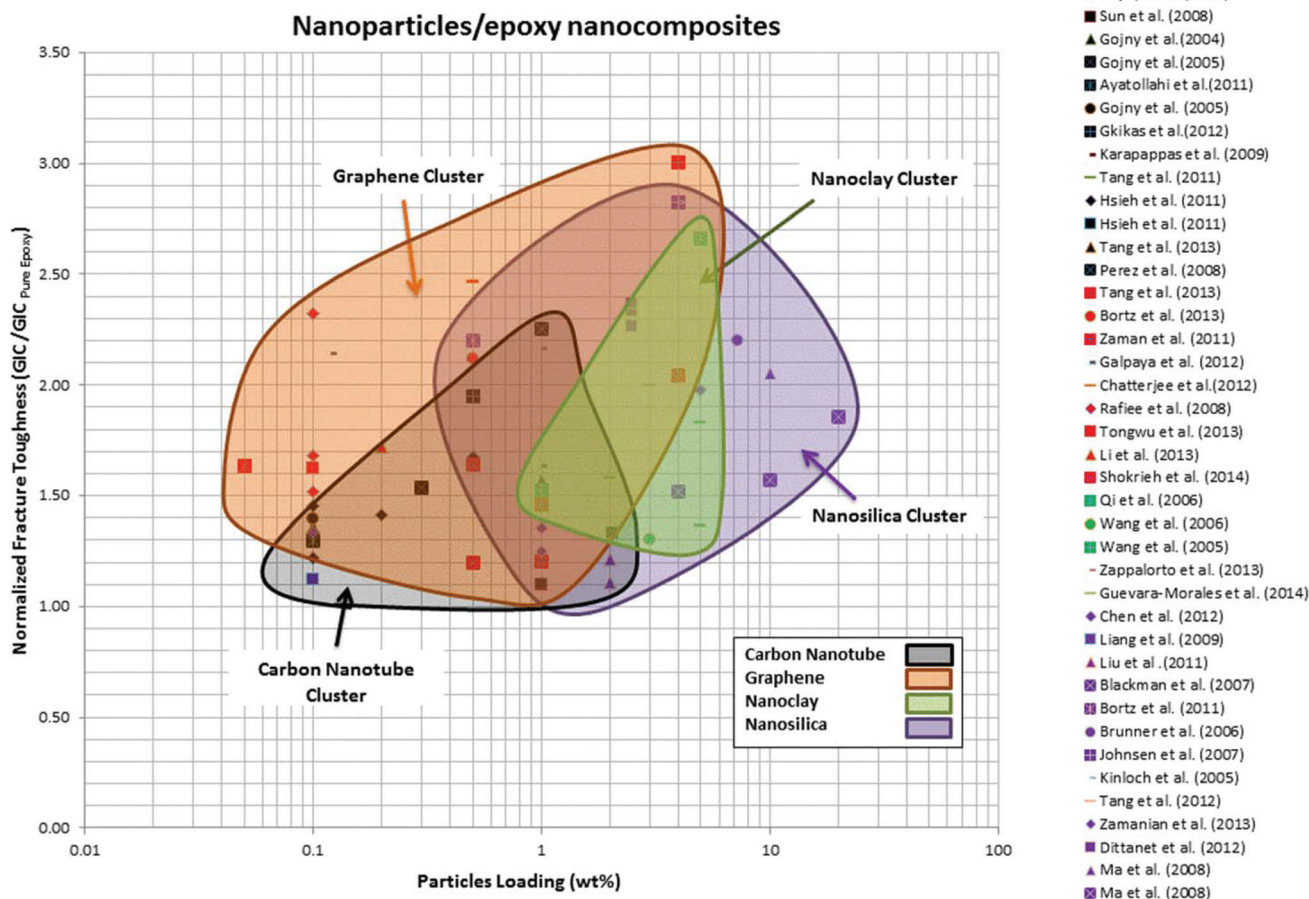 Nanoparticles/epoxy nanocomposites
Normalized Fracture Toughness (GIC /GIC Pure Epoxy)
3.50
3.00
2.50
2.00
1.50
1.00
0.50
0.00
Graphene Cluster
Nanoclay Cluster
Nanosilica Cluster
Carbon Nanotube
Cluster
Carbon Nanotube
Graphene
Nanoclay
Nanosilica
0.01
0.1
1
10
100
Particles Loading (wt%)
Sun et al. (2008)
Gojny et al.(2004)
Gojny et al. (2005)
Ayatollahi et al.(2011)
Gojny et al. (2005)
Gkikas et al.(2012)
Karapappas et al. (2009)
Tang et al. (2011)
Hsieh et al. (2011)
Hsieh et al. (2011)
Tang et al. (2013)
Perez et al. (2008)
Tang et al. (2013)
Bortz et al. (2013)
Zaman et al. (2011)
Galpaya et al. (2012)
Chatterjee et al.(2012)
Rafiee et al. (2008)
Tongwu et al. (2013)
Li et al. (2013)
Shokrieh et al. (2014)
Qi et al. (2006)
Wang et al. (2006)
Wang et al. (2005)
Zappalorto et al. (2013)
Guevara-Morales et al. (2014)
Chen et al. (2012)
Liang et al. (2009)
Liu et al .(2011)
Blackman et al. (2007)
Bortz et al. (2011)
Brunner et al. (2006)
Johnsen et al. (2007)
Kinloch et al. (2005)
Tang et al. (2012)
Zamanian et al. (2013)
Dittanet et al. (2012)
Ma et al. (2008)
Ma et al. (2008)